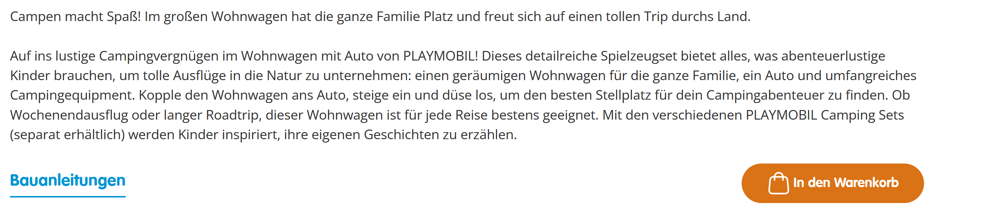 Campen macht Spaß! Im großen Wohnwagen hat die ganze Familie Platz und freut sich auf einen tollen Trip durchs Land.
Auf ins lustige Campingvergnügen im Wohnwagen mit Auto von PLAYMOBIL! Dieses detailreiche Spielzeugset bietet alles, was abenteuerlustige
Kinder brauchen, um tolle Ausflüge in die Natur zu unternehmen: einen geräumigen Wohnwagen für die ganze Familie, ein Auto und umfangreiches
Campingequipment. Kopple den Wohnwagen ans Auto, steige ein und düse los, um den besten Stellplatz für dein Campingabenteuer zu finden. Ob
Wochenendausflug oder langer Roadtrip, dieser Wohnwagen ist für jede Reise bestens geeignet. Mit den verschiedenen PLAYMOBIL Camping Sets
(separat erhältlich) werden Kinder inspiriert, ihre eigenen Geschichten zu erzählen.
Bauanleitungen
In den Warenkorb